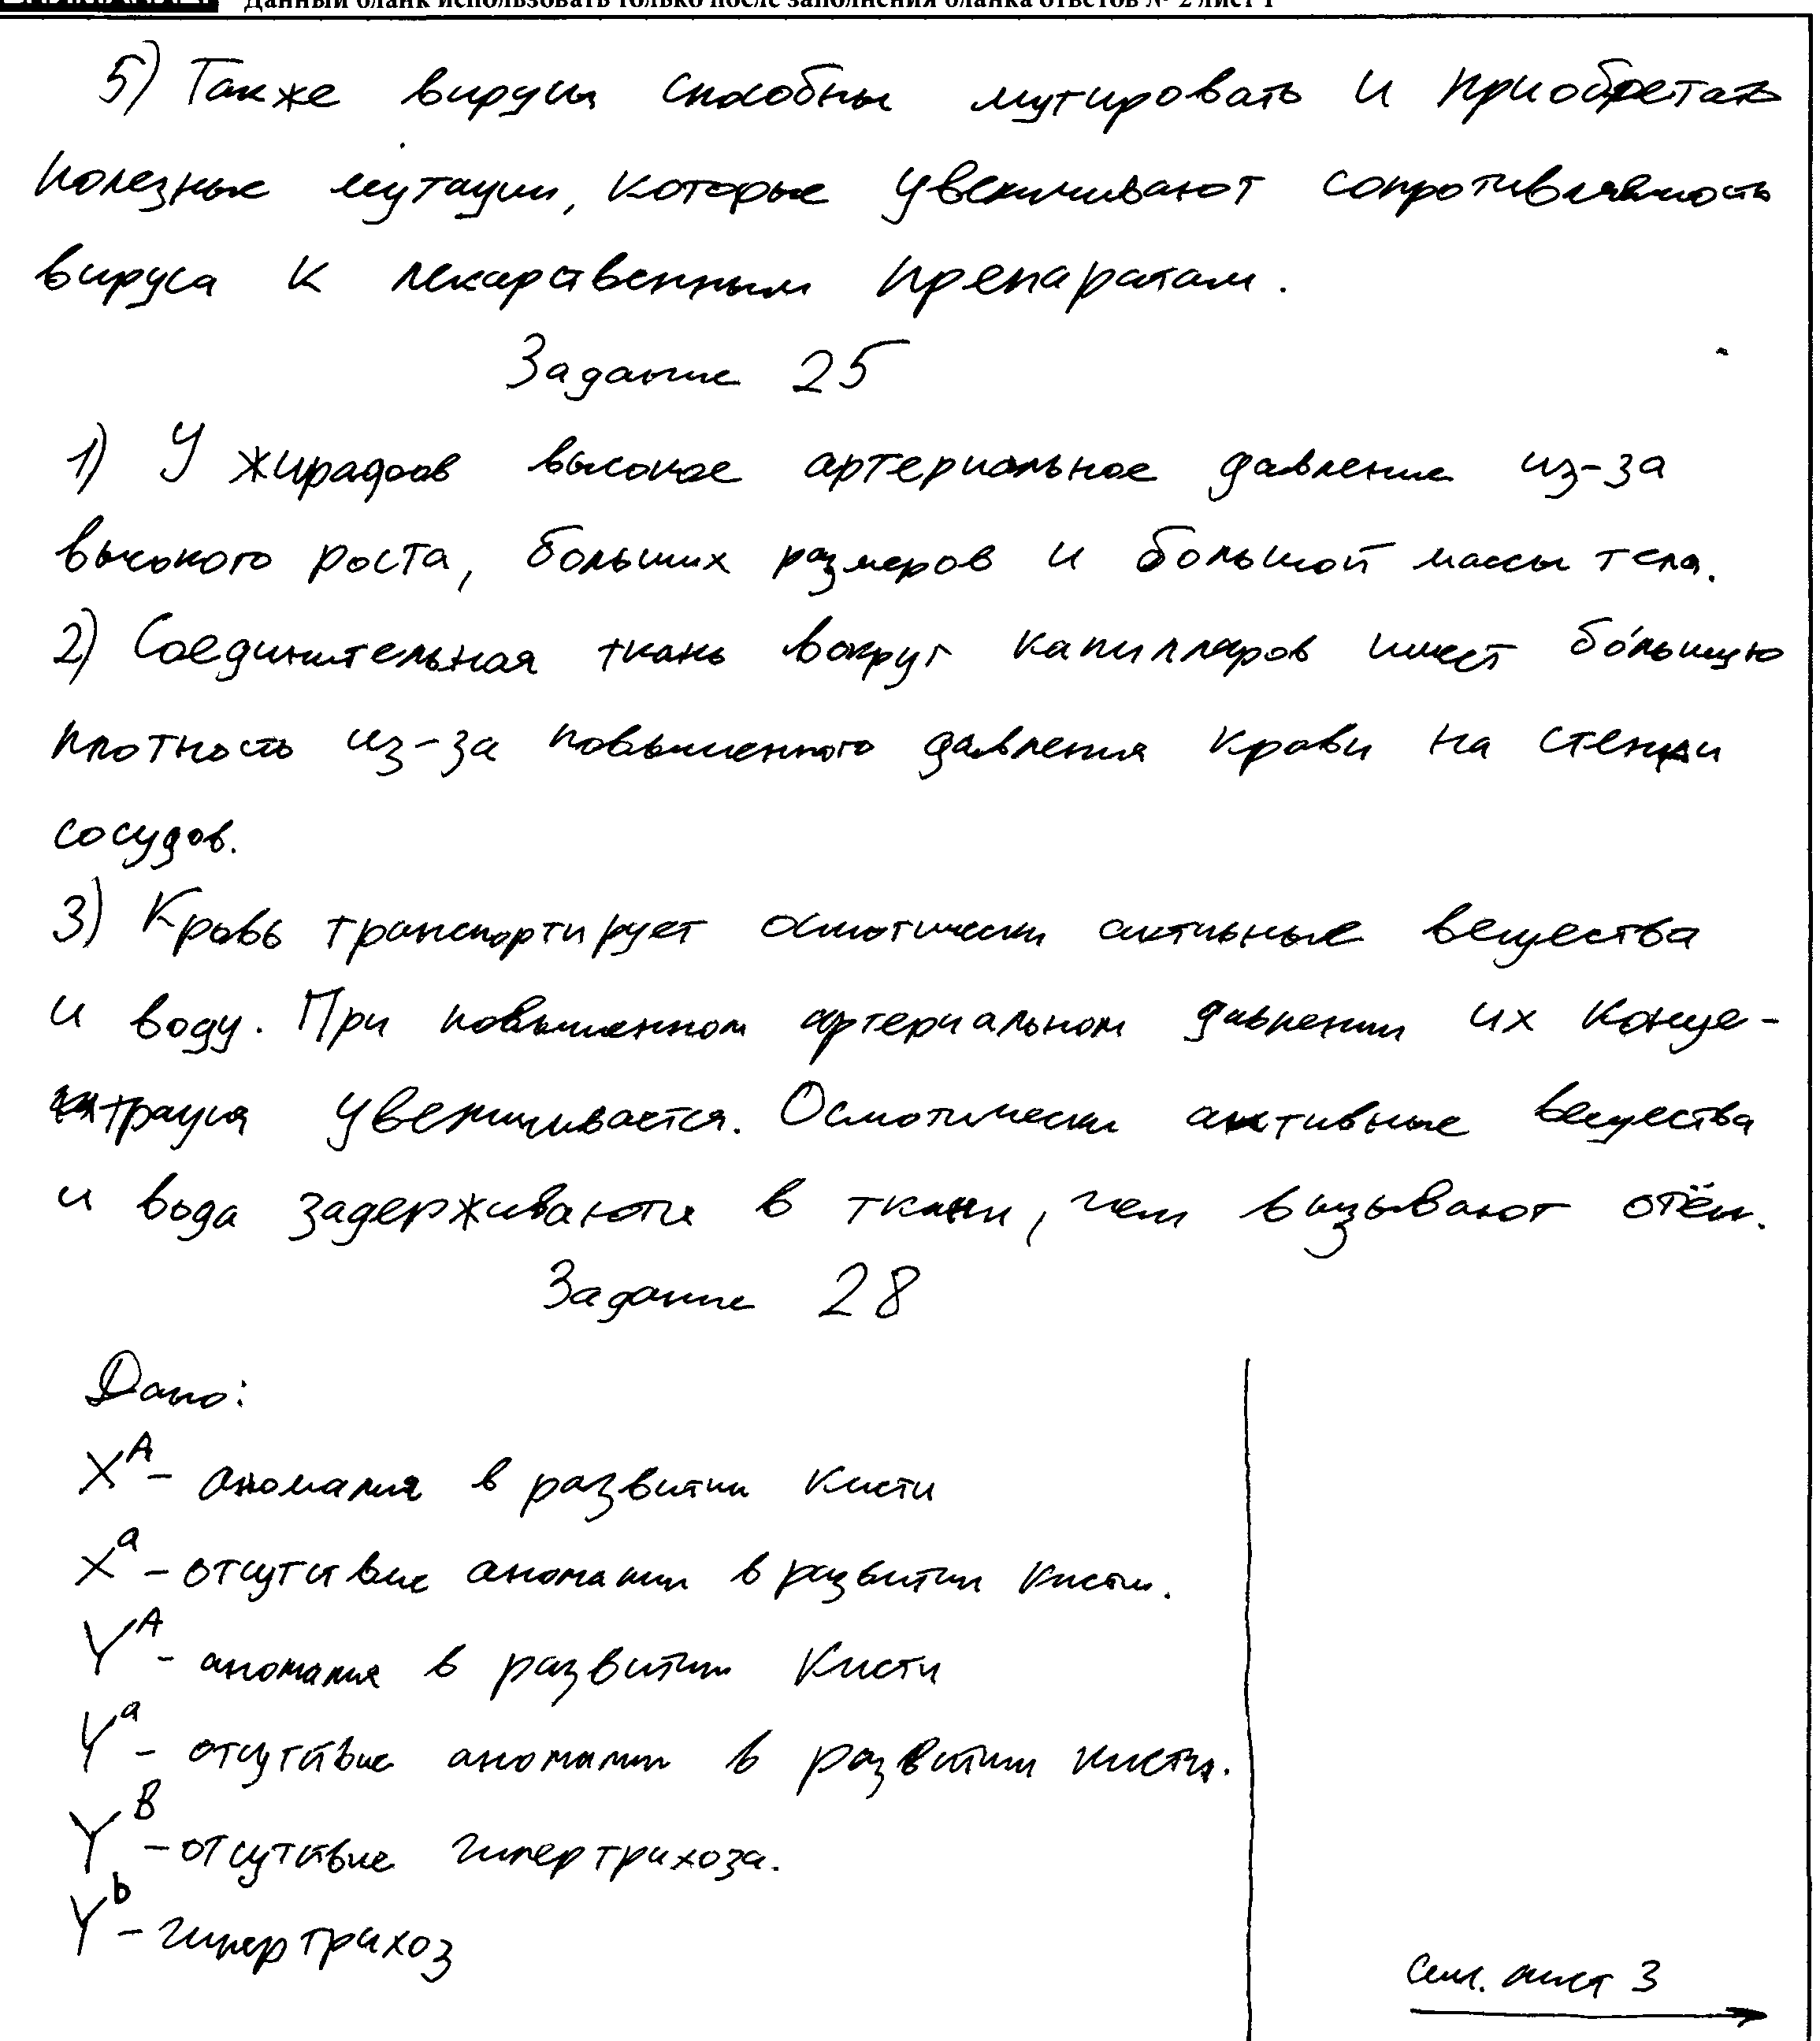 Данный бланк использовать только после заполнения бланка ответов № 2 лист 1
5) Также вирусы способны мутировать и приобретать
полезные мутации, которые увеличивают сопротивляемость
вируса к лекарственным препаратам.
Задание 25
1) У жирафов высокое артериальное давление из-за
высокого роста, больших размеров и большой массы тела.
2) Соединительная ткань вокруг капилляров имеет бо́льшую
плотность из-за повышенного давления крови на стенки
сосудов.
3) Кровь транспортирует осмотически активные вещества
и воду. При повышенном артериальном давлении их конце-
нтрация увеличивается. Осмотически активные вещества
и вода задерживаются в ткани, чем вызывают отёк.
Задание 28
Дано:
X^A - аномалия в развитии кисти
X^a - отсутствие аномалии в развитии кисти.
Y^A - аномалия в развитии кисти
Y^a - отсутствие аномалии в развитии кисти.
Y^B - отсутствие гипертрихоза.
Y^b - гипертрихоз
См. лист 3